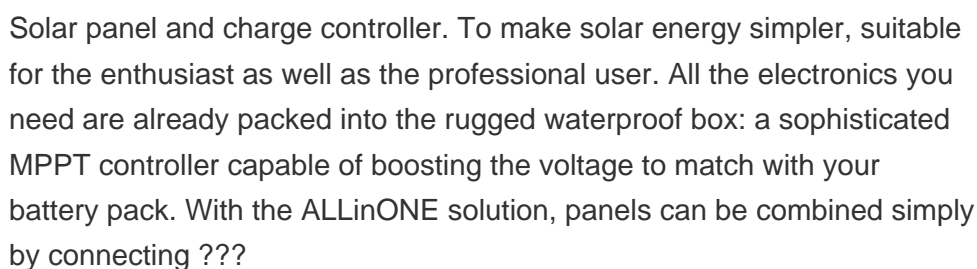 Solar panel and charge controller. To make solar energy simpler, suitable
for the enthusiast as well as the professional user. All the electronics you
need are already packed into the rugged waterproof box: a sophisticated
MPPT controller capable of boosting the voltage to match with your
battery pack. With the ALLinONE solution, panels can be combined simply
by connecting ???